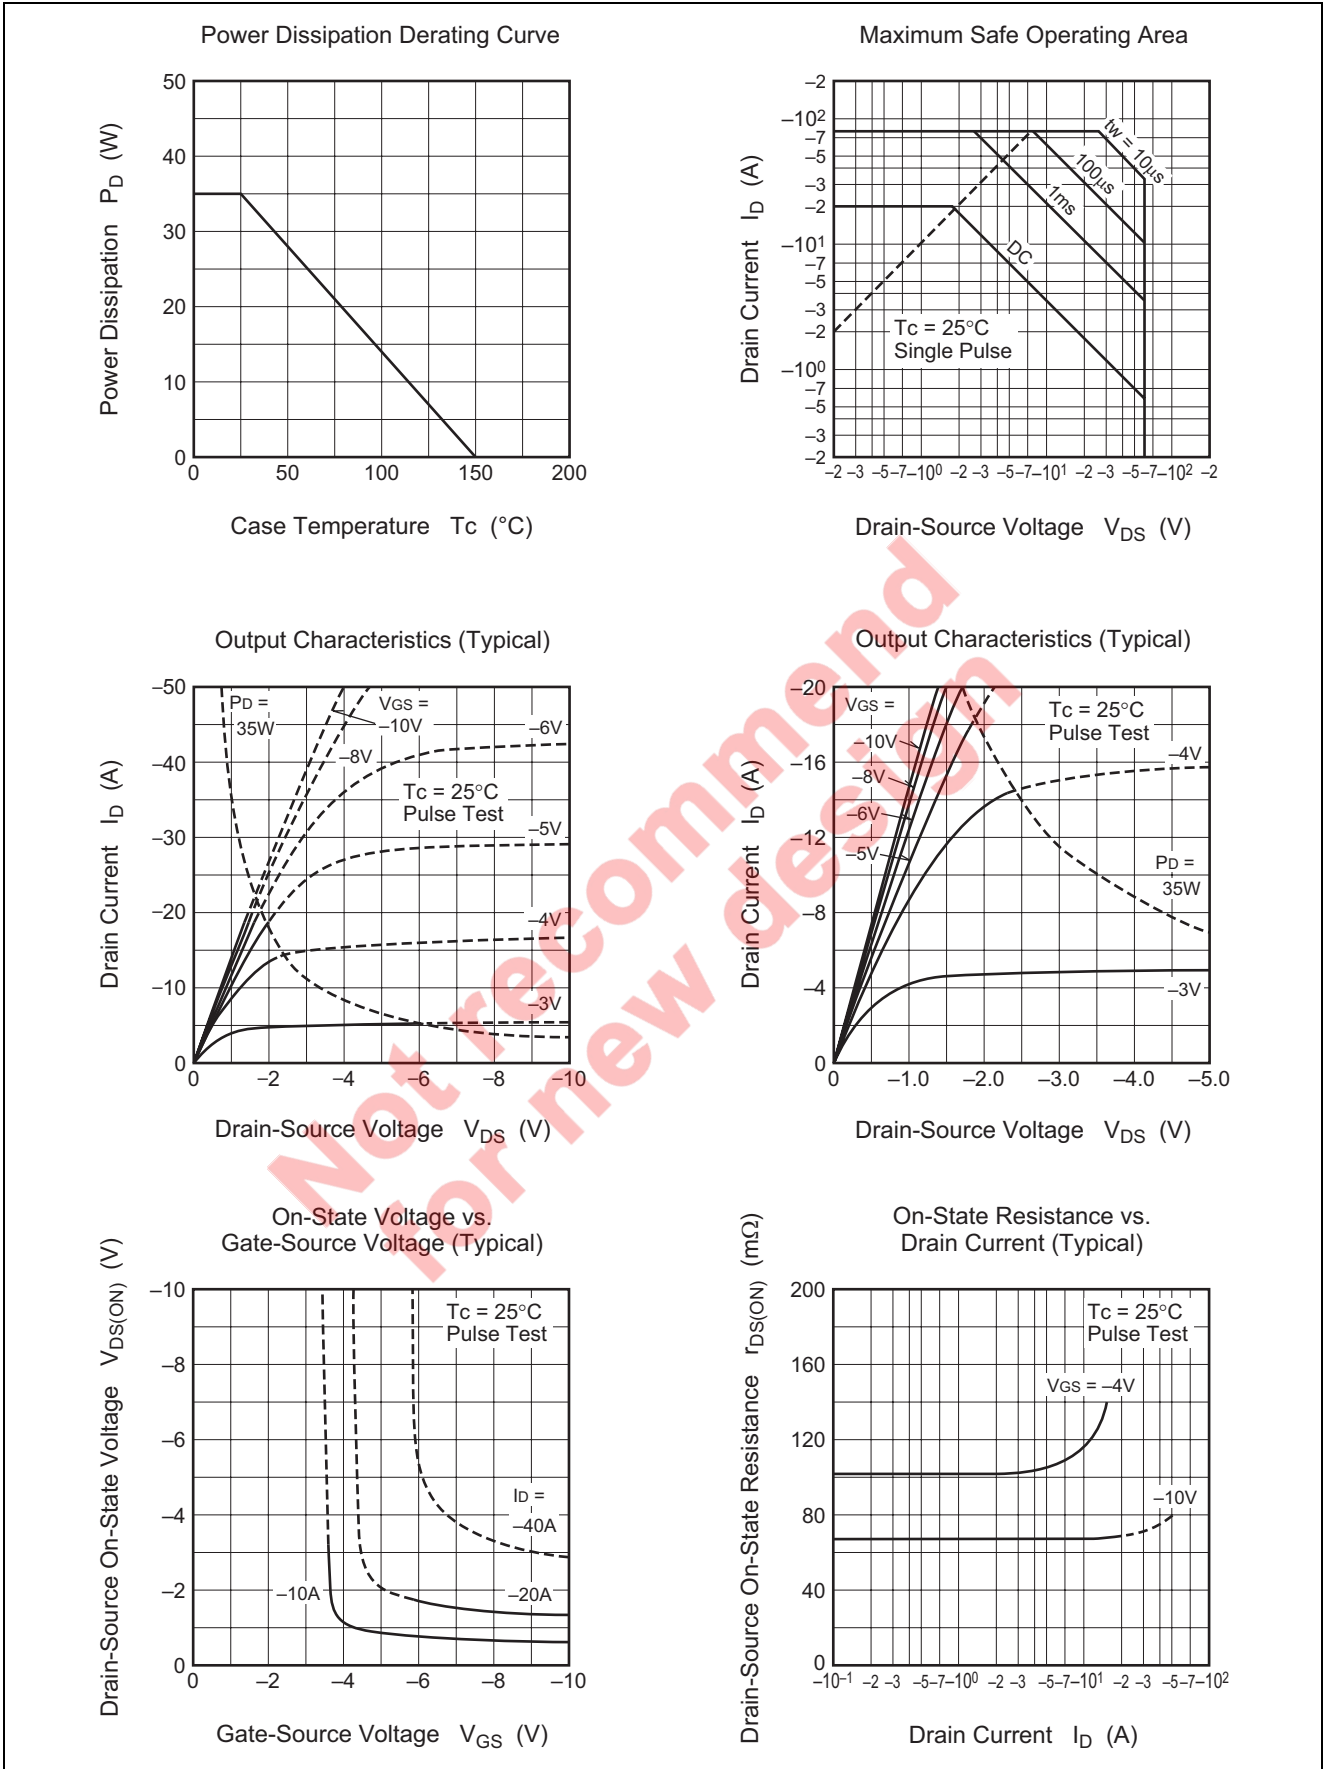 Power Dissipation Derating Curve
Power Dissipation PD (W)
50
40
30
20
10
0
0 50 100 150 200
Case Temperature Tc (°C)
Maximum Safe Operating Area
Drain Current ID (A)
–2
–10²
–7
–5
–3
–2
–10¹
–7
–5
–3
–2
–10⁰
–7
–5
–3
–2
tw = 10μs
100μs
1ms
DC
Tc = 25°C
Single Pulse
–2 –3 –5–7–10⁰ –2 –3 –5–7–10¹ –2 –3 –5–7–10² –2
Drain-Source Voltage VDS (V)
Output Characteristics (Typical)
Drain Current ID (A)
–50
–40
–30
–20
–10
0
PD =
35W
VGS =
–10V
–8V
–6V
Tc = 25°C
Pulse Test
–5V
–4V
–3V
0 –2 –4 –6 –8 –10
Drain-Source Voltage VDS (V)
Output Characteristics (Typical)
Drain Current ID (A)
–20
–16
–12
–8
–4
0
VGS =
–10V
–8V
–6V
–5V
Tc = 25°C
Pulse Test
–4V
PD =
35W
–3V
0 –1.0 –2.0 –3.0 –4.0 –5.0
Drain-Source Voltage VDS (V)
Not recommend
for new design
On-State Voltage vs.
Gate-Source Voltage (Typical)
Drain-Source On-State Voltage VDS(ON) (V)
–10
–8
–6
–4
–2
0
Tc = 25°C
Pulse Test
ID =
–40A
–20A
–10A
0 –2 –4 –6 –8 –10
Gate-Source Voltage VGS (V)
On-State Resistance vs.
Drain Current (Typical)
Drain-Source On-State Resistance rDS(ON) (mΩ)
200
160
120
80
40
0
Tc = 25°C
Pulse Test
VGS = –4V
–10V
–10⁻¹ –2 –3 –5–7–10⁰ –2 –3 –5–7–10¹ –2 –3 –5–7–10²
Drain Current ID (A)